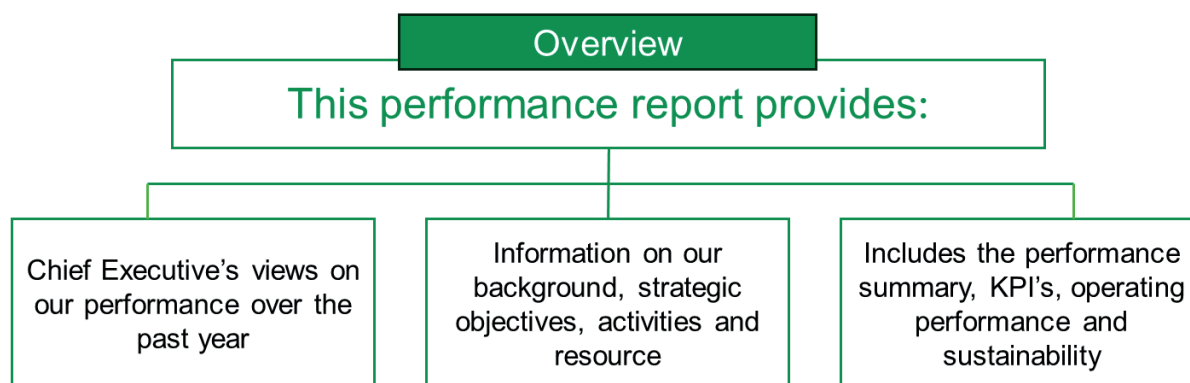 Overview
This performance report provides:
Chief Executive’s views on
our performance over the
past year
Information on our
background, strategic
objectives, activities and
resource
Includes the performance
summary, KPI’s, operating
performance and
sustainability